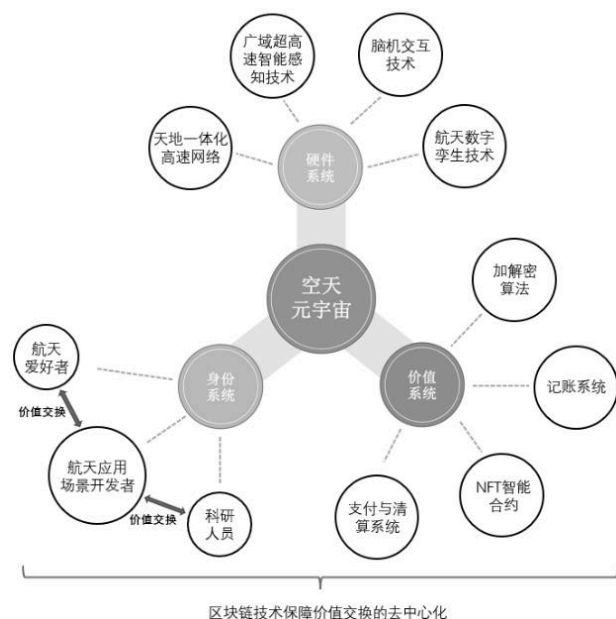 广域超高
速智能感
知技术
脑机交互
技术
天地一体化
高速网络
航天数字
孪生技术
硬件
系统
空天
元宇宙
加解密
算法
航天
爱好者
身份
系统
价值
系统
记账系统
价值交换
航天应用
场景开发者
NFT智能
合约
支付与清
算系统
价值交换
科研
人员
区块链技术保障价值交换的去中心化